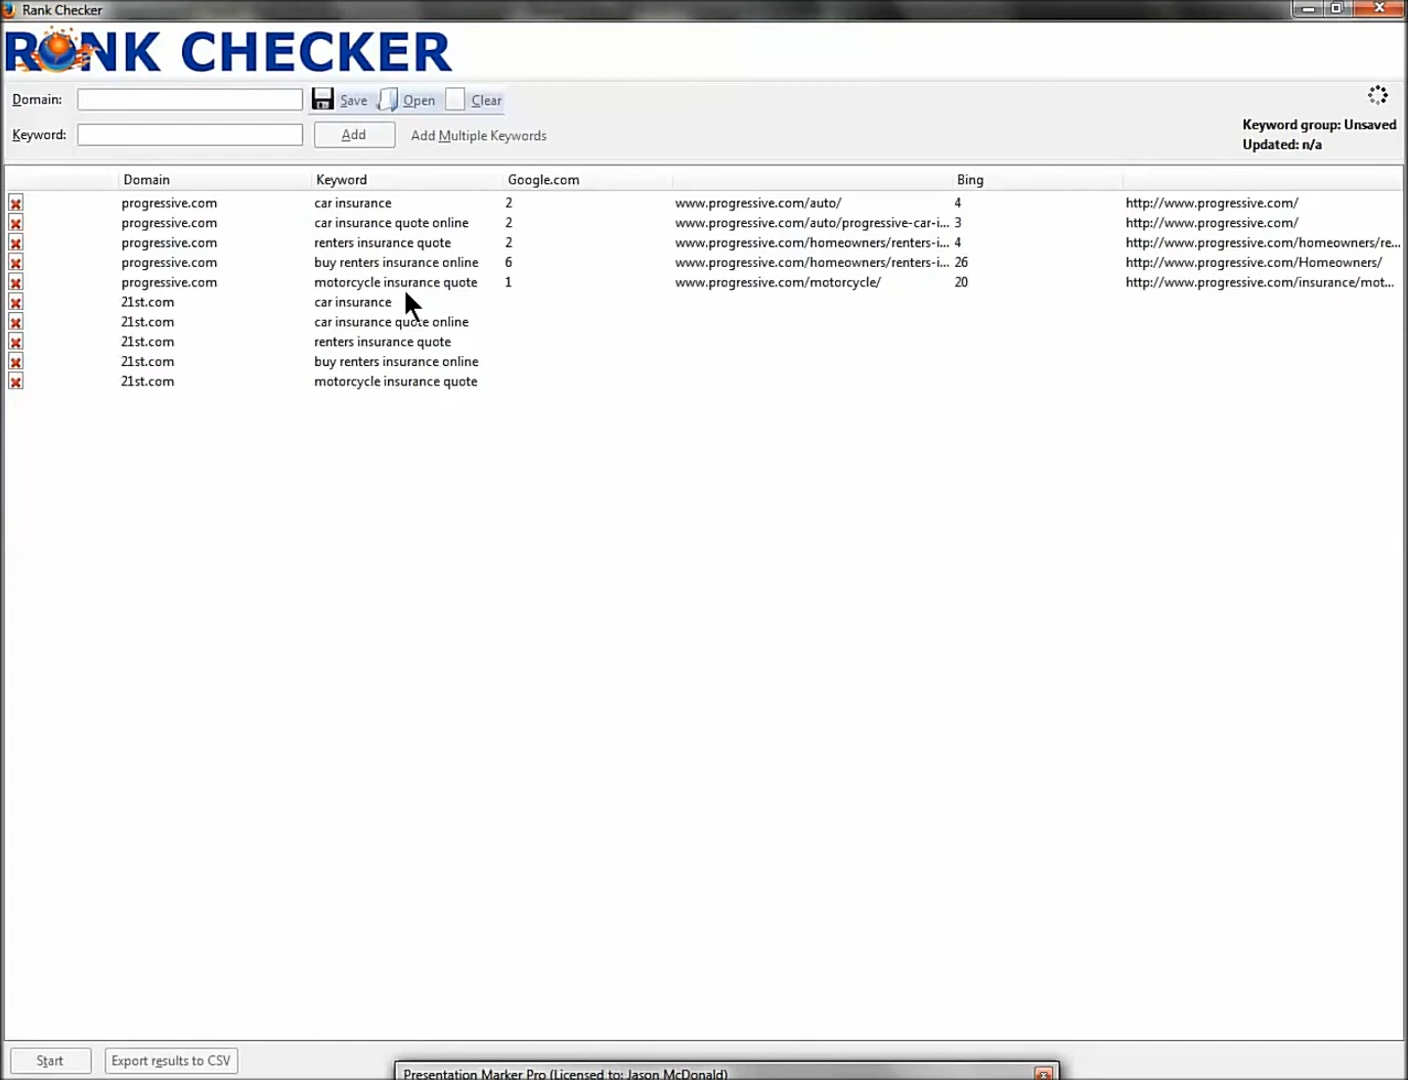 Rank Checker
RANK CHECKER
Domain: Save Open Clear
Keyword: Add Add Multiple Keywords
Keyword group: Unsaved
Updated: n/a
Domain Keyword Google.com Bing
progressive.com car insurance 2 www.progressive.com/auto/ 4 http://www.progressive.com/
progressive.com car insurance quote online 2 www.progressive.com/auto/progressive-car-i... 3 http://www.progressive.com/
progressive.com renters insurance quote 2 www.progressive.com/homeowners/renters-i... 4 http://www.progressive.com/homeowners/re...
progressive.com buy renters insurance online 6 www.progressive.com/homeowners/renters-i... 26 http://www.progressive.com/Homeowners/
progressive.com motorcycle insurance quote 1 www.progressive.com/motorcycle/ 20 http://www.progressive.com/insurance/mot...
21st.com car insurance
21st.com car insurance quote online
21st.com renters insurance quote
21st.com buy renters insurance online
21st.com motorcycle insurance quote
Start Export results to CSV
Presentation Marker Pro (Licensed to: Jason McDonald)